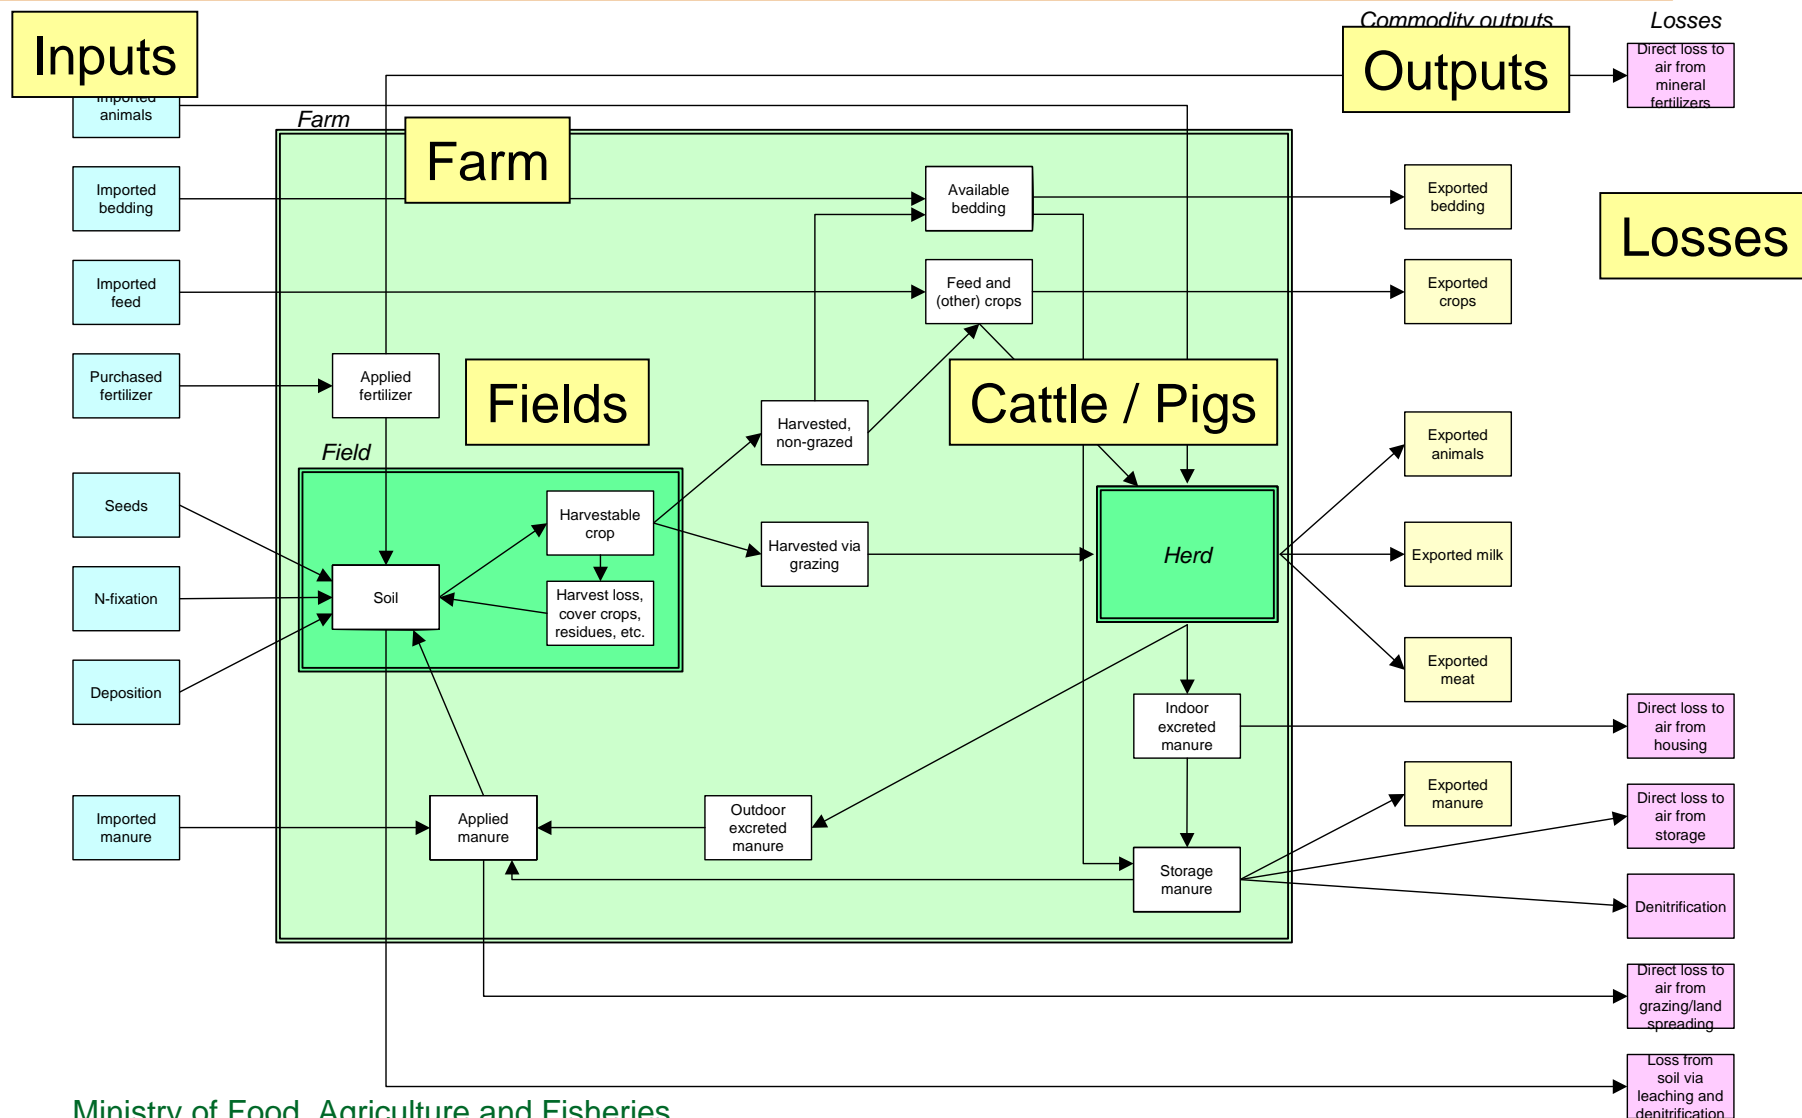 Commodity outputs
Losses
Inputs
Outputs
Direct loss to
air from
mineral
fertilizers
Imported
animals
Farm
Farm
Imported
bedding
Available
bedding
Exported
bedding
Losses
Imported
feed
Feed and
(other) crops
Exported
crops
Purchased
fertilizer
Applied
fertilizer
Fields
Cattle / Pigs
Harvested,
non-grazed
Exported
animals
Field
Seeds
Harvestable
crop
Harvested via
grazing
Herd
Exported milk
N-fixation
Soil
Harvest loss,
cover crops,
residues, etc.
Deposition
Exported
meat
Indoor
excreted
manure
Direct loss to
air from
housing
Imported
manure
Applied
manure
Outdoor
excreted
manure
Exported
manure
Direct loss to
air from
storage
Storage
manure
Denitrification
Direct loss to
air from
grazing/land
spreading
Loss from
soil via
leaching and
denitrification
Ministry of Food, Agriculture and Fisheries